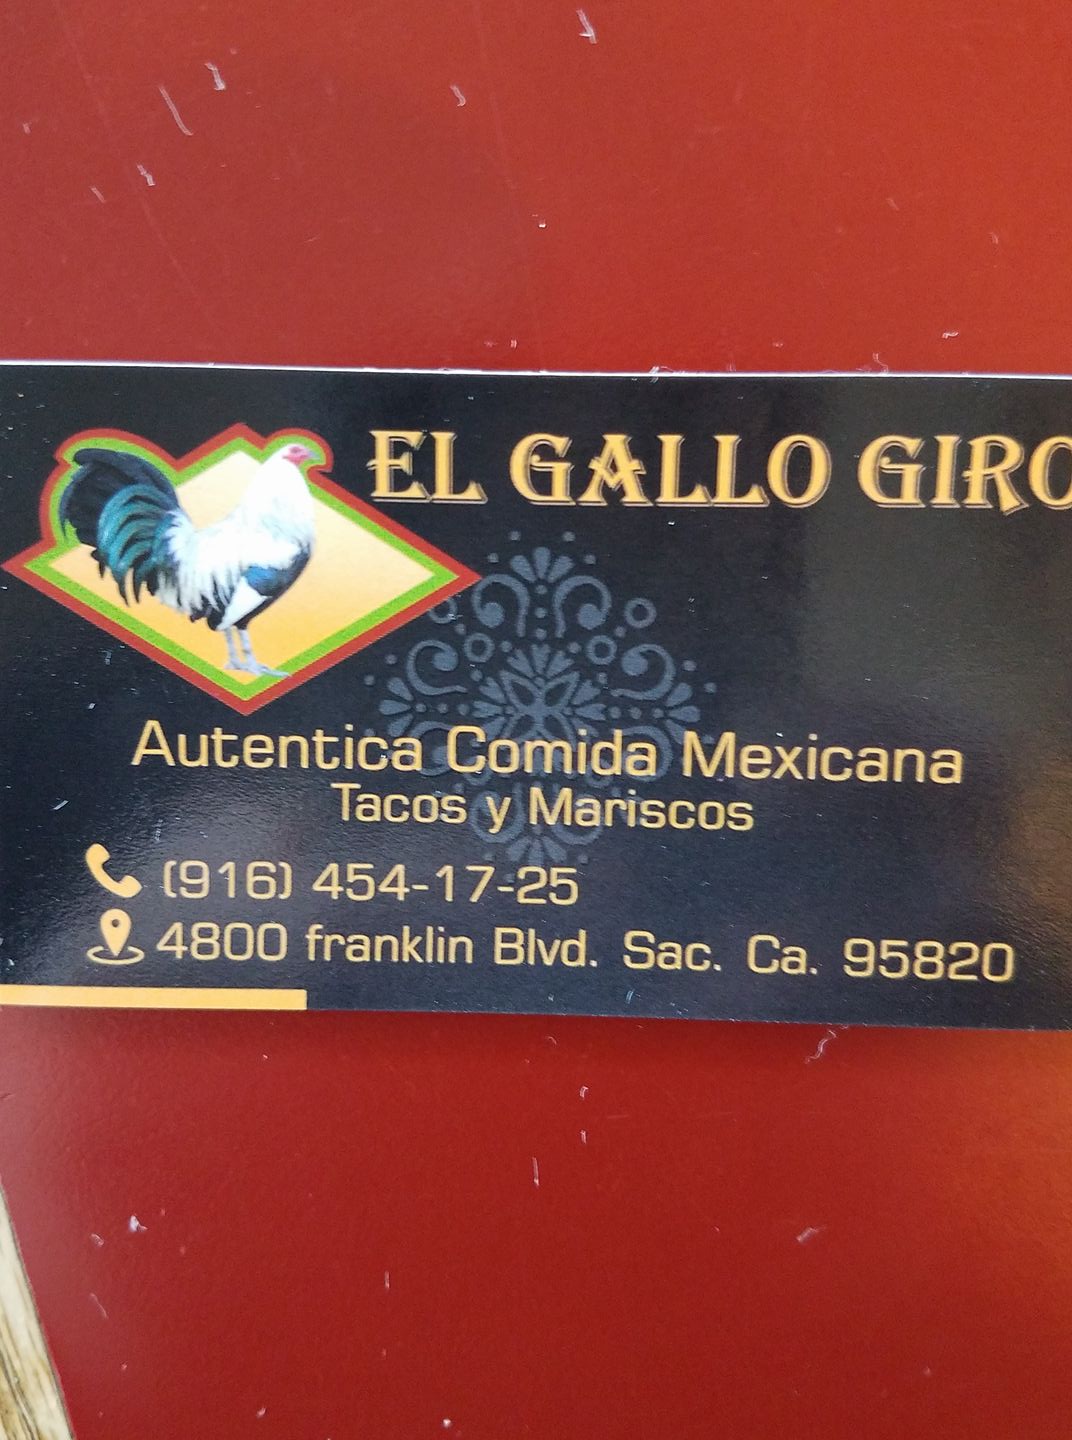 EL GALLO GIRO
Autentica Comida Mexicana
Tacos y Mariscos
(916) 454-17-25
4800 franklin Blvd. Sac. Ca. 95820